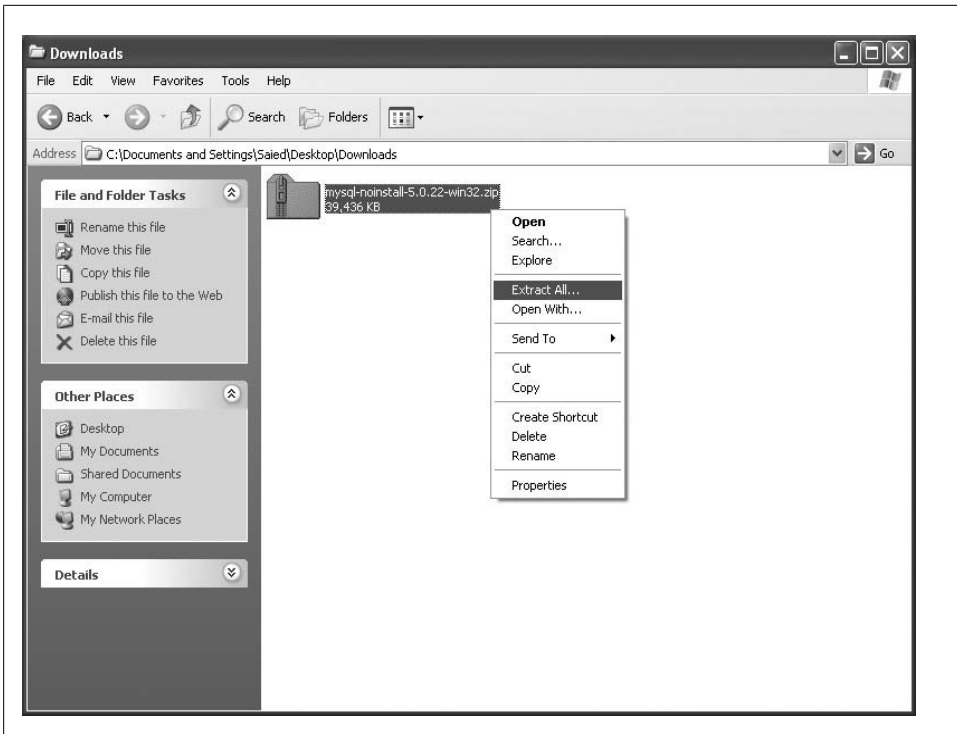 Downloads
File Edit View Favorites Tools Help
Back Search Folders
Address C:\Documents and Settings\Saied\Desktop\Downloads Go
File and Folder Tasks
Rename this file
Move this file
Copy this file
Publish this file to the Web
E-mail this file
Delete this file
Other Places
Desktop
My Documents
Shared Documents
My Computer
My Network Places
Details
mysql-noinstall-5.0.22-win32.zip
39,436 KB
Open
Search...
Explore
Extract All...
Open With...
Send To
Cut
Copy
Create Shortcut
Delete
Rename
Properties